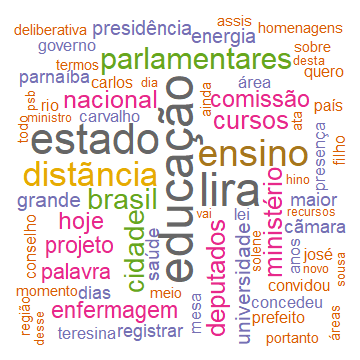 assis
homenagens
deliberativa
presidência
energia
governo
parlamentares
sobre
termos
desta
parnaíba
carlos
dia
área
quero
nacional
comissão
psb
rio
ainda
país
ministro
carvalho
cursos
ata
todo
estado
educação
ensino
presença
filho
distãncia
lira
hino
grande
brasil
ministério
maior
vai
lei
recursos
hoje
cidade
saúde
deputados
universidade
cãmara
conselho
projeto
solene
anos
josé
palavra
novo
convidou
sousa
momento
dias
meio
mesa
concedeu
região
desse
enfermagem
prefeito
áreas
teresina
registrar
portanto